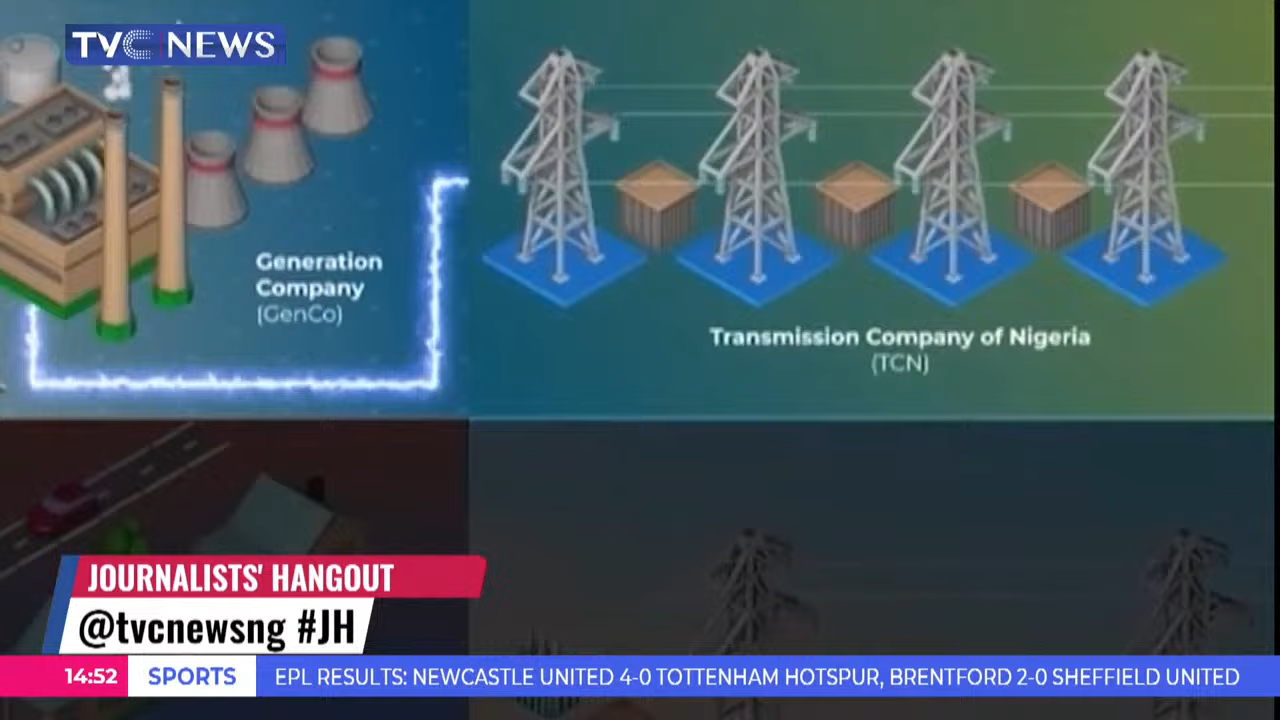 TVC NEWS
Generation
Company
(GenCo)
Transmission Company of Nigeria
(TCN)
JOURNALISTS' HANGOUT
@tvcnewsng #JH
14:52 SPORTS EPL RESULTS: NEWCASTLE UNITED 4-0 TOTTENHAM HOTSPUR, BRENTFORD 2-0 SHEFFIELD UNITED